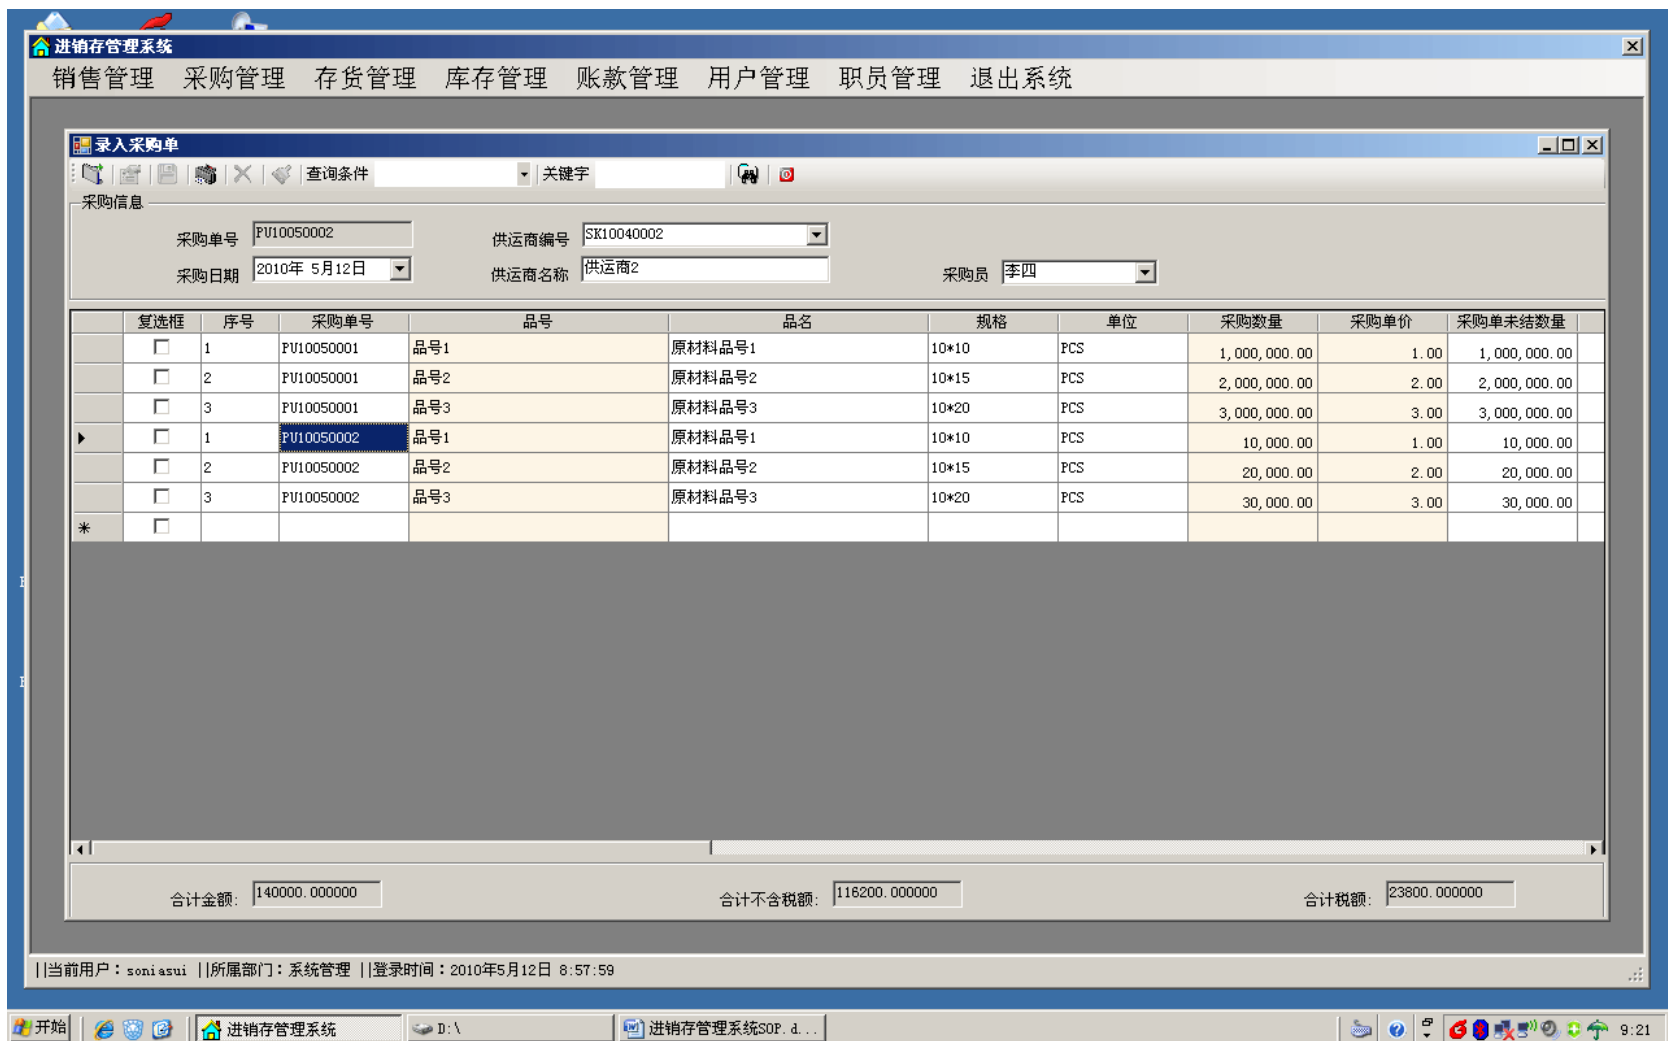 进销存管理系统
销售管理 采购管理 存货管理 库存管理 账款管理 用户管理 职员管理 退出系统
录入采购单
查询条件 关键字
采购信息
采购单号 PU10050002 供运商编号 SK10040002
采购日期 2010年 5月12日 供运商名称 供运商2 采购员 李四
复选框 序号 采购单号 品号 品名 规格 单位 采购数量 采购单价 采购单未结数量
1 PU10050001 品号1 原材料品号1 10*10 PCS 1,000,000.00 1.00 1,000,000.00
2 PU10050001 品号2 原材料品号2 10*15 PCS 2,000,000.00 2.00 2,000,000.00
3 PU10050001 品号3 原材料品号3 10*20 PCS 3,000,000.00 3.00 3,000,000.00
1 PU10050002 品号1 原材料品号1 10*10 PCS 10,000.00 1.00 10,000.00
2 PU10050002 品号2 原材料品号2 10*15 PCS 20,000.00 2.00 20,000.00
3 PU10050002 品号3 原材料品号3 10*20 PCS 30,000.00 3.00 30,000.00
合计金额: 140000.000000 合计不含税额: 116200.000000 合计税额: 23800.000000
||当前用户：soniasui ||所属部门：系统管理 ||登录时间：2010年5月12日 8:57:59
开始 进销存管理系统 D:\ 进销存管理系统SOP.d... 9:21